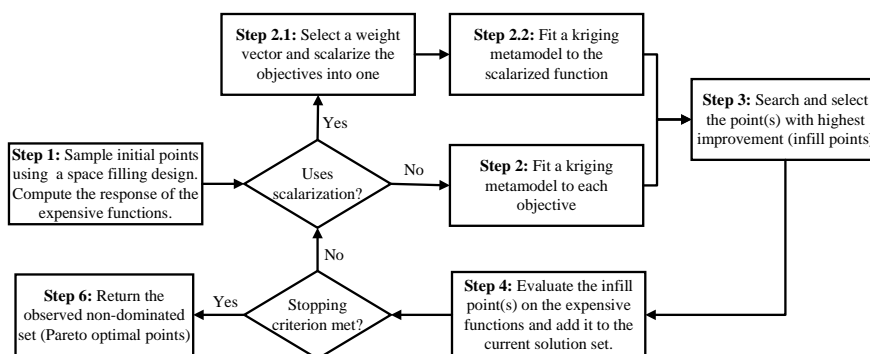 Step 1: Sample initial points
using a space filling design.
Compute the response of the
expensive functions.
Uses
scalarization?
Yes
Step 2.1: Select a weight
vector and scalarize the
objectives into one
Step 2.2: Fit a kriging
metamodel to the
scalarized function
No
Step 2: Fit a kriging
metamodel to each
objective
Step 3: Search and select
the point(s) with highest
improvement (infill points)
Step 4: Evaluate the infill
point(s) on the expensive
functions and add it to the
current solution set.
Stopping
criterion met?
No
Yes
Step 6: Return the
observed non-dominated
set (Pareto optimal points)